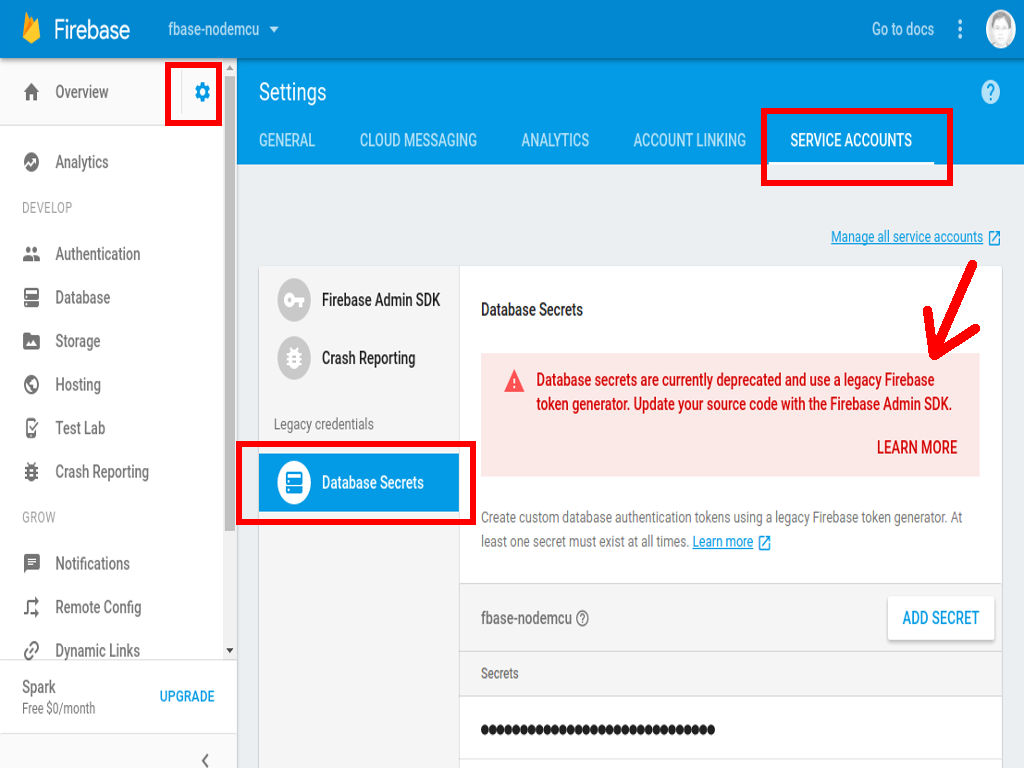 Firebase
fbase-nodemcu
Go to docs
Overview
Settings
GENERAL
CLOUD MESSAGING
ANALYTICS
ACCOUNT LINKING
SERVICE ACCOUNTS
Analytics
DEVELOP
Authentication
Database
Storage
Hosting
Test Lab
Crash Reporting
GROW
Notifications
Remote Config
Dynamic Links
Spark
Free $0/month
UPGRADE
Manage all service accounts
Firebase Admin SDK
Crash Reporting
Legacy credentials
Database Secrets
Database Secrets
Database secrets are currently deprecated and use a legacy Firebase
token generator. Update your source code with the Firebase Admin SDK.
LEARN MORE
Create custom database authentication tokens using a legacy Firebase token generator. At
least one secret must exist at all times. Learn more
fbase-nodemcu
ADD SECRET
Secrets